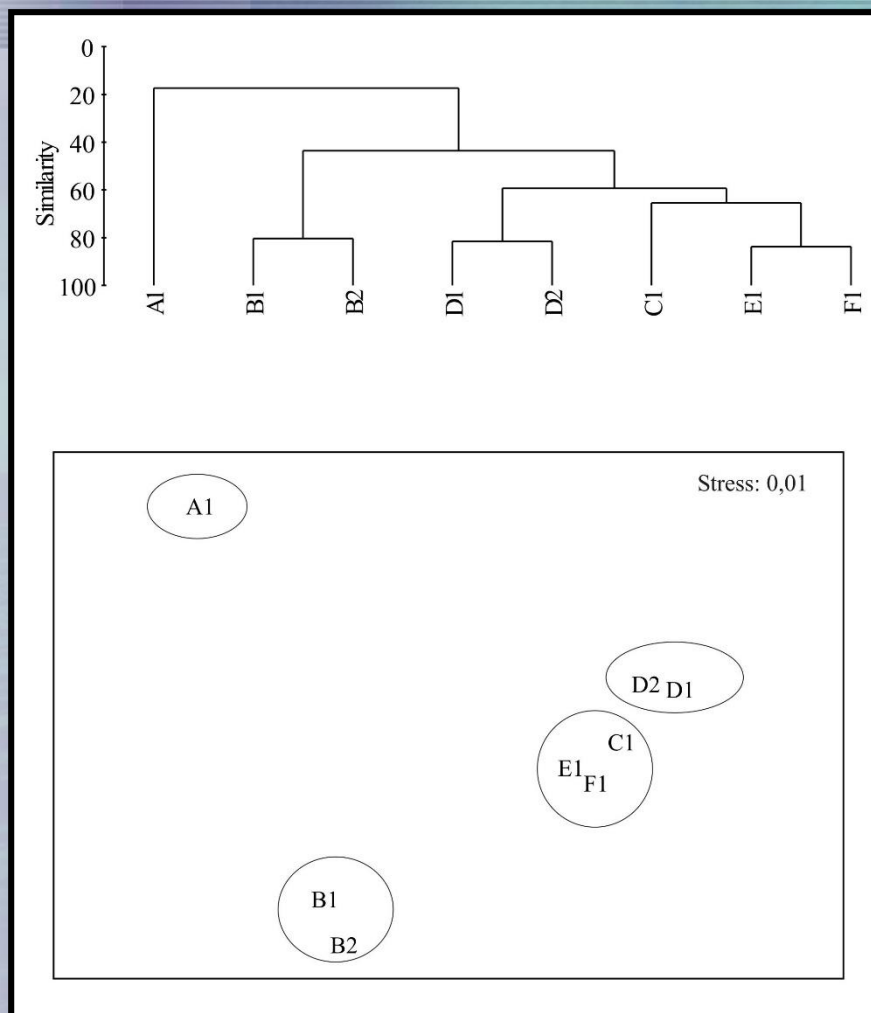 0
20
40
60
80
100
Similarity
A1
B1
B2
D1
D2
C1
E1
F1
Stress: 0,01
A1
D2 D1
C1
E1
F1
B1
B2